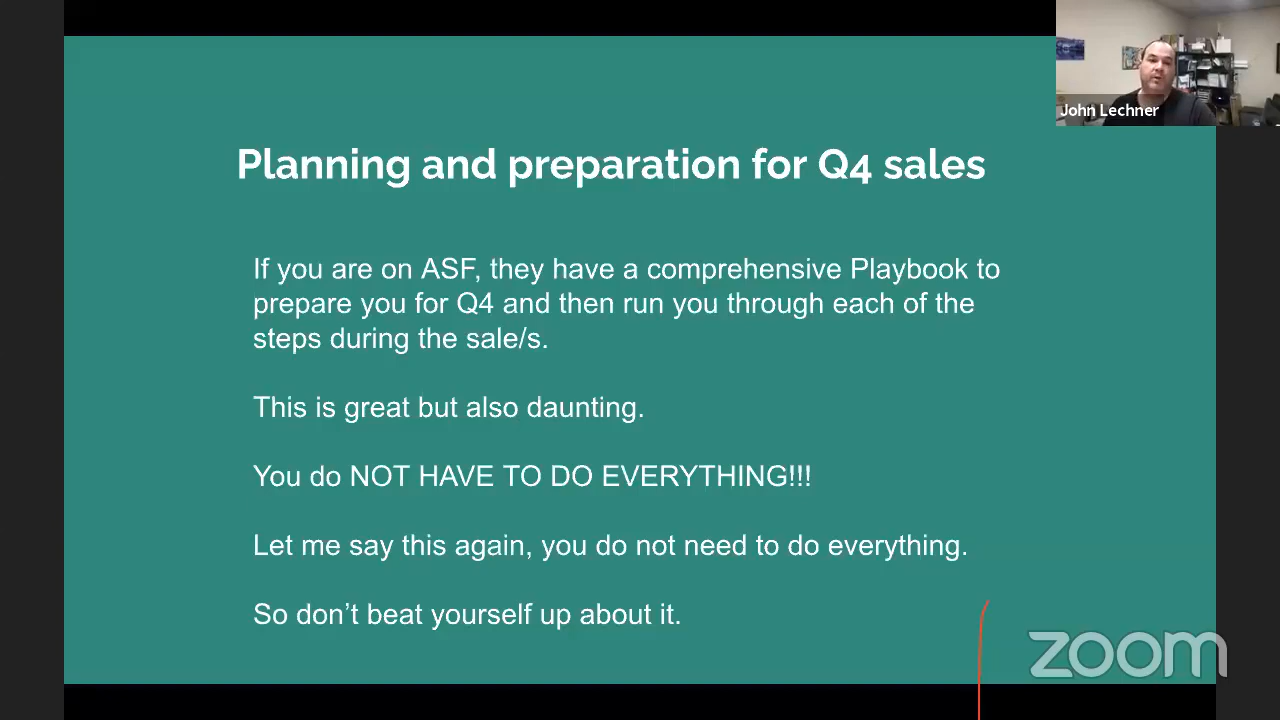 John Lechner
Planning and preparation for Q4 sales
If you are on ASF, they have a comprehensive Playbook to
prepare you for Q4 and then run you through each of the
steps during the sale/s.
This is great but also daunting.
You do NOT HAVE TO DO EVERYTHING!!!
Let me say this again, you do not need to do everything.
So don’t beat yourself up about it.
zoom